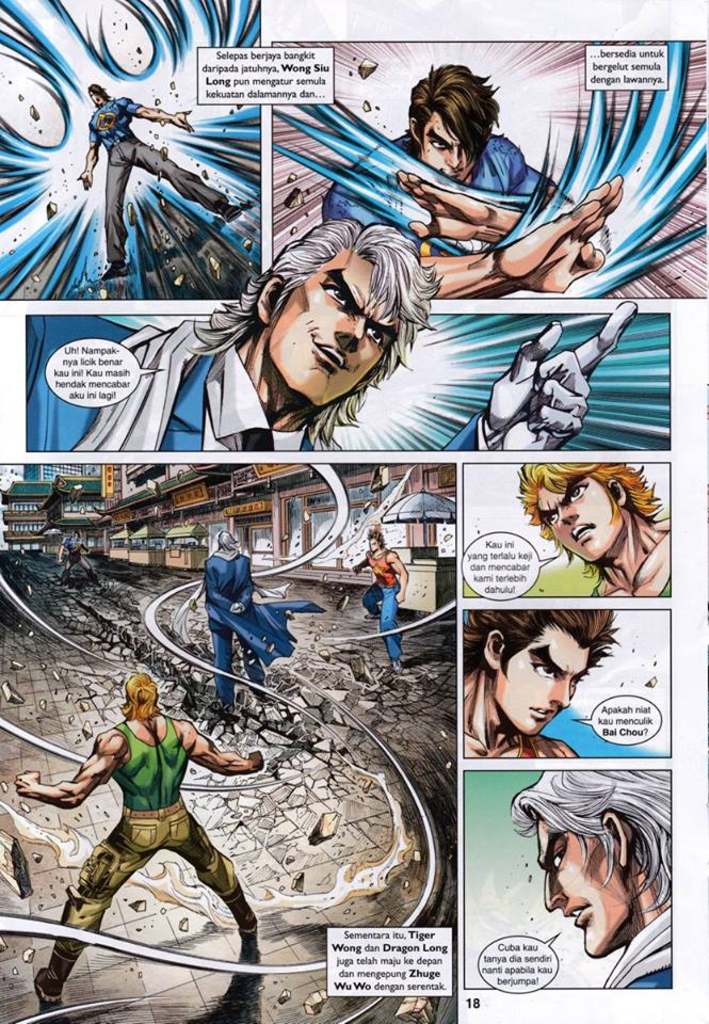 Selepas berjaya bangkit
daripada jatuhnya, Wong Siu
Long pun mengatur semula
kekuatan dalamannya dan…
…bersedia untuk
bergelut semula
dengan lawannya.
Uh! Nampak-
nya licik benar
kau ini! Kau masih
hendak mencabar
aku ini lagi!
Kau ini
yang terlalu keji
dan mencabar
kami terlebih
dahulu!
Apakah niat
kau menculik
Bai Chou?
Sementara itu, Tiger
Wong dan Dragon Long
juga telah maju ke depan
dan mengepung Zhuge
Wu Wo dengan serentak.
Cuba kau
tanya dia sendiri
nanti apabila kau
berjumpa!
18